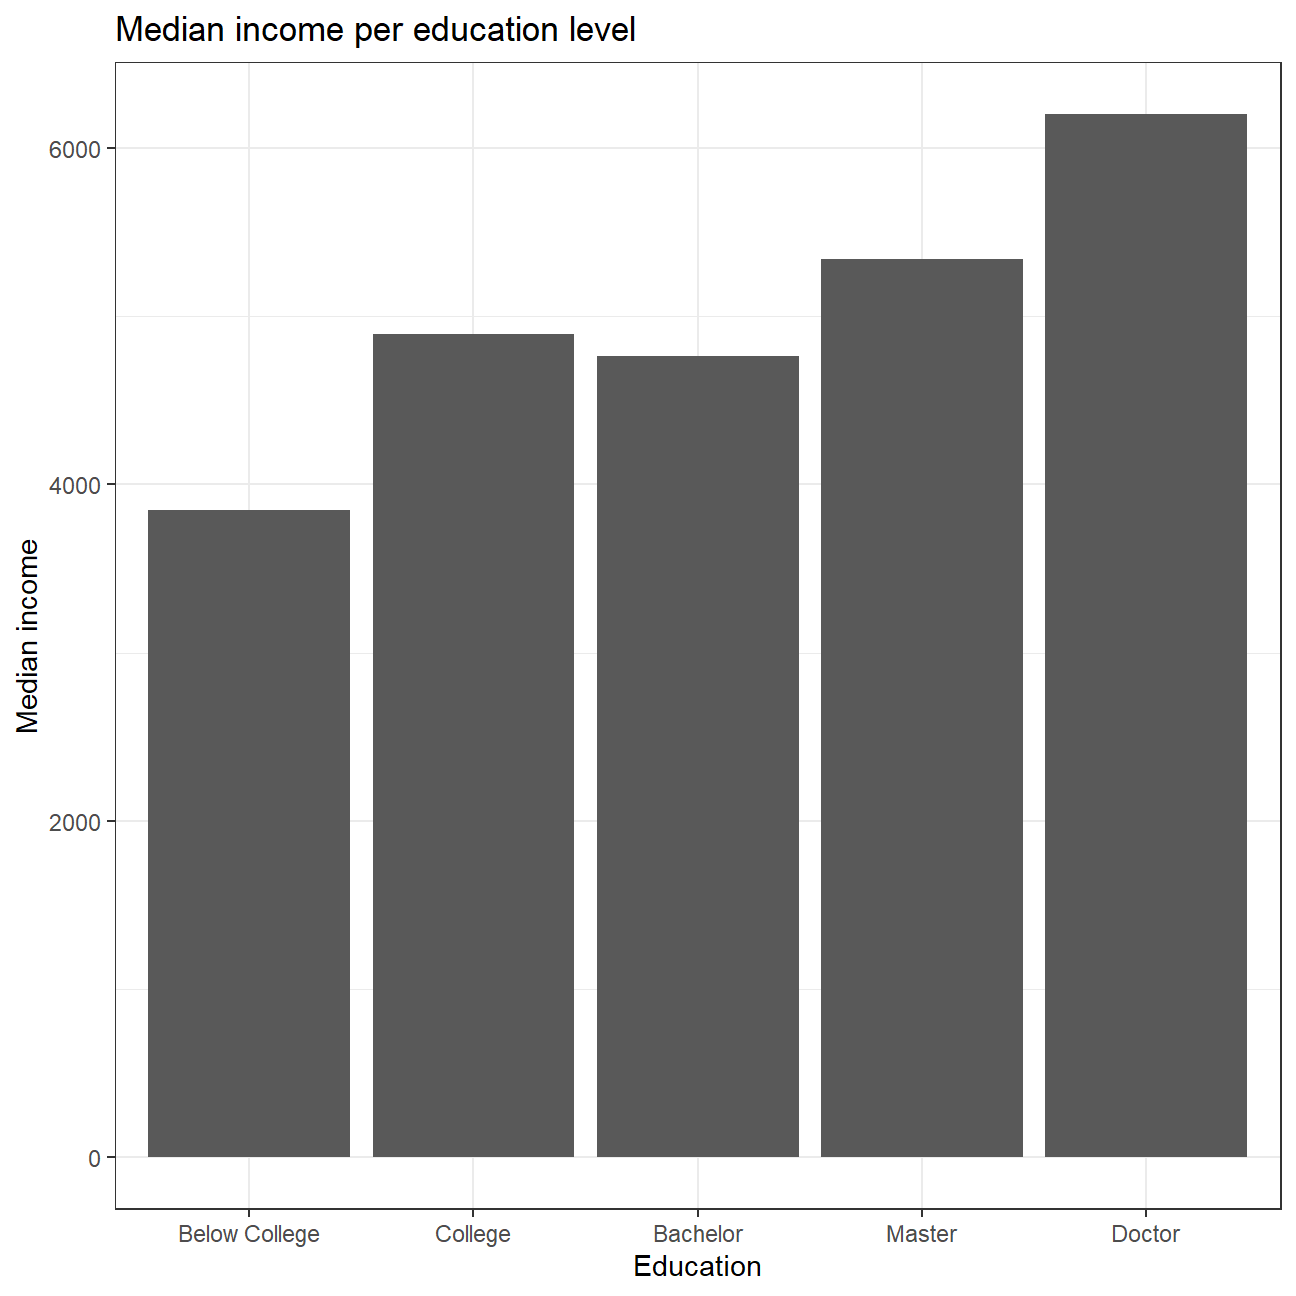 Median income per education level
Median income
6000
4000
2000
0
Below College
College
Bachelor
Master
Doctor
Education